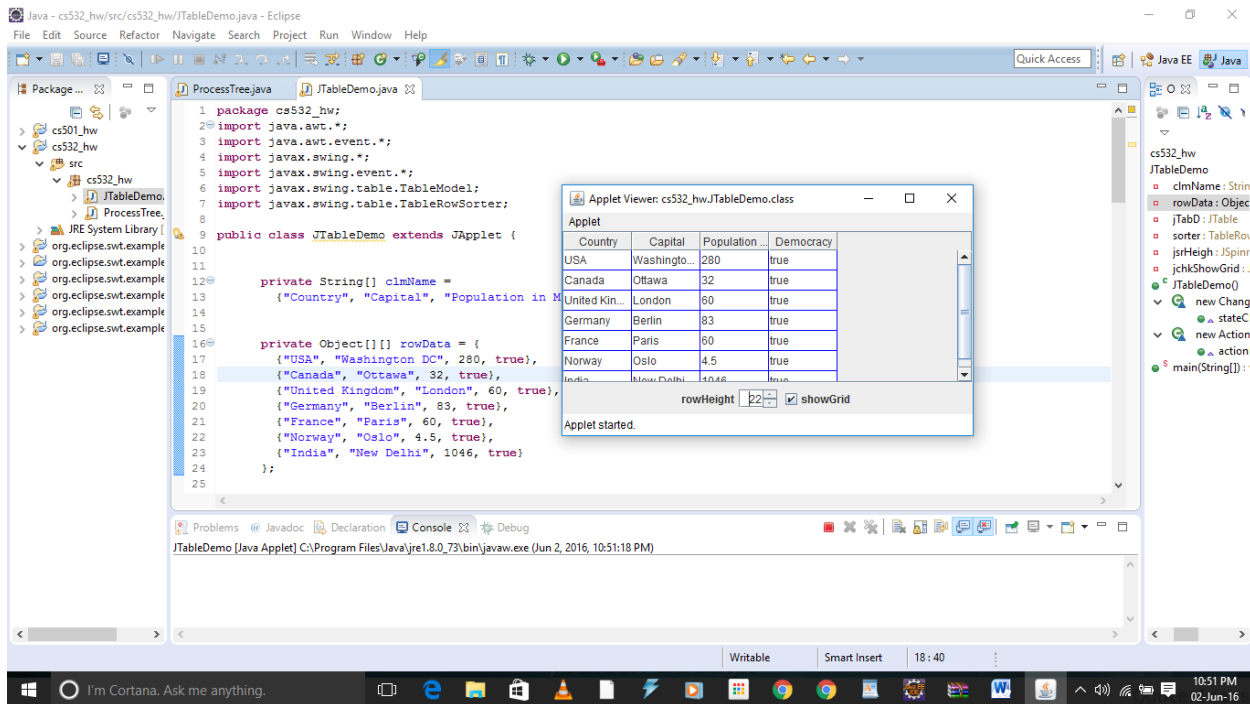 Java - cs532_hw/src/cs532_hw/JTableDemo.java - Eclipse
File Edit Source Refactor Navigate Search Project Run Window Help
Quick Access
Java EE
Java
Package...
cs501_hw
cs532_hw
src
cs532_hw
JTableDemo.
ProcessTree.
JRE System Library [
org.eclipse.swt.example
org.eclipse.swt.example
org.eclipse.swt.example
org.eclipse.swt.example
org.eclipse.swt.example
org.eclipse.swt.example
ProcessTree.java JTableDemo.java
1 package cs532_hw;
2 import java.awt.*;
3 import java.awt.event.*;
4 import javax.swing.*;
5 import javax.swing.event.*;
6 import javax.swing.table.TableModel;
7 import javax.swing.table.TableRowSorter;
8
9 public class JTableDemo extends JApplet {
10
11
12 private String[] clmName =
13 {"Country", "Capital", "Population in M
14
15
16 private Object[][] rowData = {
17 {"USA", "Washington DC", 280, true},
18 {"Canada", "Ottawa", 32, true},
19 {"United Kingdom", "London", 60, true},
20 {"Germany", "Berlin", 83, true},
21 {"France", "Paris", 60, true},
22 {"Norway", "Oslo", 4.5, true},
23 {"India", "New Delhi", 1046, true}
24 };
25
Applet Viewer: cs532_hw.JTableDemo.class
Applet
Country Capital Population ... Democracy
USA Washingto... 280 true
Canada Ottawa 32 true
United Kin... London 60 true
Germany Berlin 83 true
France Paris 60 true
Norway Oslo 4.5 true
India New Delhi 1046 true
rowHeight 22 showGrid
Applet started.
O
cs532_hw
JTableDemo
clmName : Strin
rowData : Objec
jTabD : JTable
sorter : TableRov
jsrHeigh : JSpinr
jchkShowGrid : .
JTableDemo()
new Chang
stateC
new Action
action
main(String[]) :
Problems @ Javadoc Declaration Console Debug
JTableDemo [Java Applet] C:\Program Files\Java\jre1.8.0_73\bin\javaw.exe (Jun 2, 2016, 10:51:18 PM)
Writable Smart Insert 18 : 40
I'm Cortana. Ask me anything.
10:51 PM
02-Jun-16